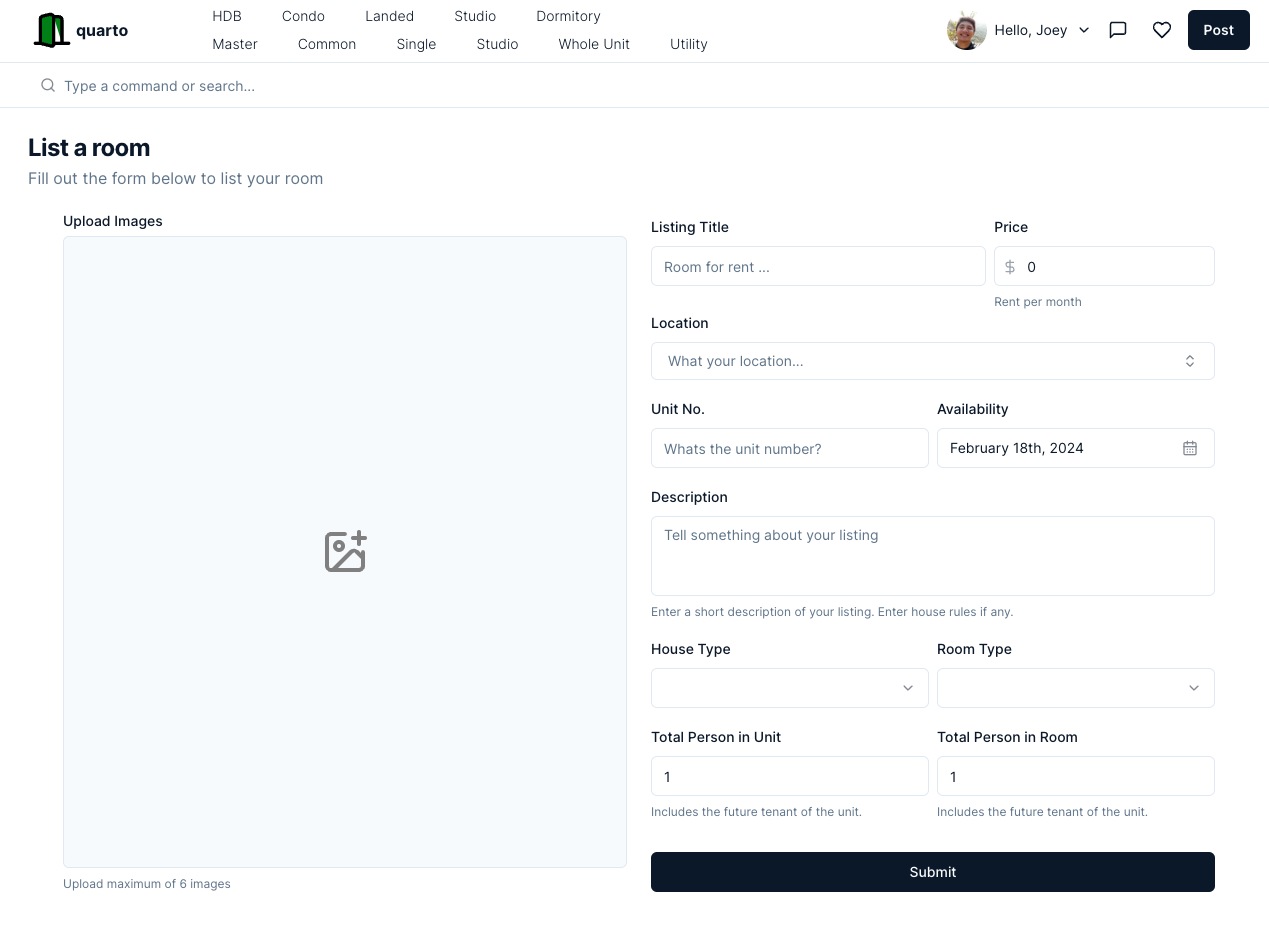 quarto
HDB Condo Landed Studio Dormitory
Master Common Single Studio Whole Unit Utility
Hello, Joey
Post
Type a command or search...
List a room
Fill out the form below to list your room
Upload Images
Upload maximum of 6 images
Listing Title Price
Room for rent ... $ 0
Rent per month
Location
What your location...
Unit No. Availability
Whats the unit number? February 18th, 2024
Description
Tell something about your listing
Enter a short description of your listing. Enter house rules if any.
House Type Room Type
Total Person in Unit Total Person in Room
1 1
Includes the future tenant of the unit. Includes the future tenant of the unit.
Submit